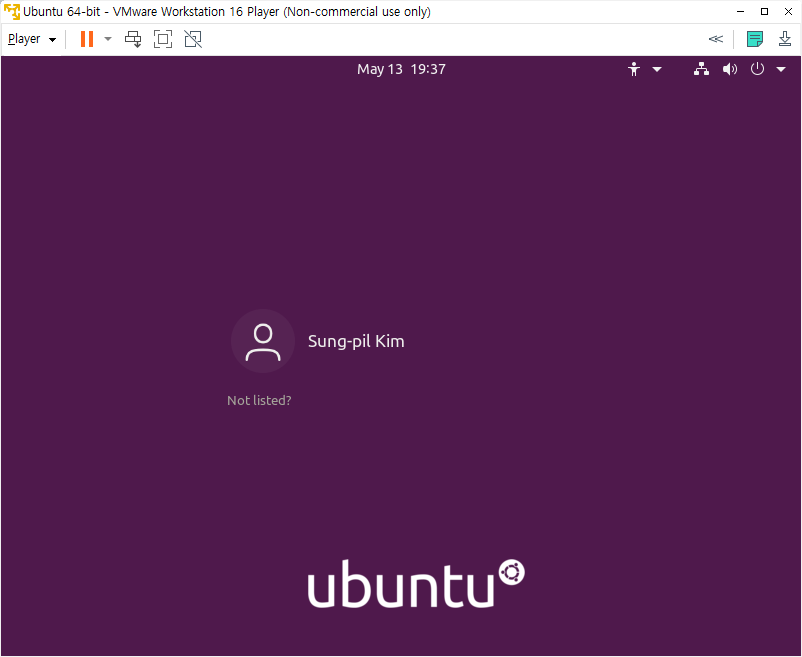 Ubuntu 64-bit - VMware Workstation 16 Player (Non-commercial use only)
Player
May 13 19:37
Sung-pil Kim
Not listed?
ubuntu